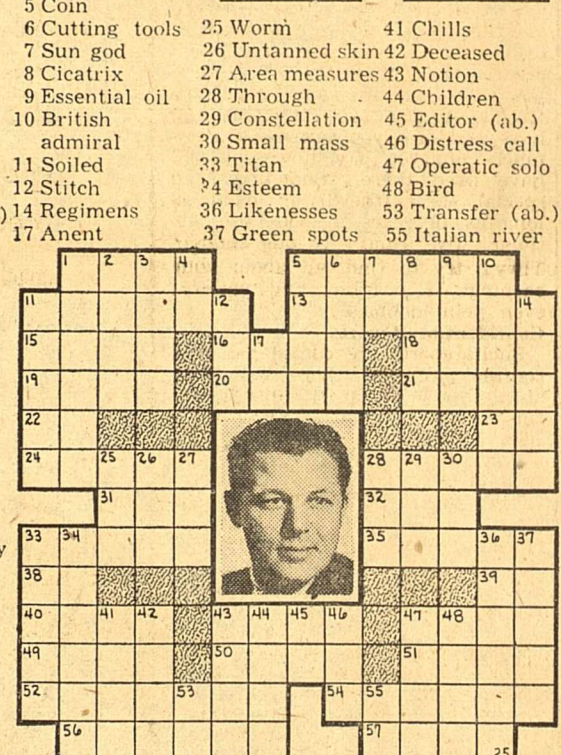 5 Coin
6 Cutting tools
7 Sun god
8 Cicatrix
9 Essential oil
10 British
admiral
11 Soiled
12 Stitch
14 Regimens
17 Anent
25 Worm
26 Untanned skin
27 Area measures
28 Through
29 Constellation
30 Small mass
33 Titan
34 Esteem
36 Likenesses
37 Green spots
41 Chills
42 Deceased
43 Notion
44 Children
45 Editor (ab.)
46 Distress call
47 Operatic solo
48 Bird
53 Transfer (ab.)
55 Italian river
1 2 3 4 5 6 7 8 9 10
11 12 13 14
15 16 17 18
19 20 21
22 23
24 25 26 27 28 29 30
31 32
33 34 35 36 37
38 39
40 41 42 43 44 45 46 47 48
49 50 51
52 53 54 55
56 57
25